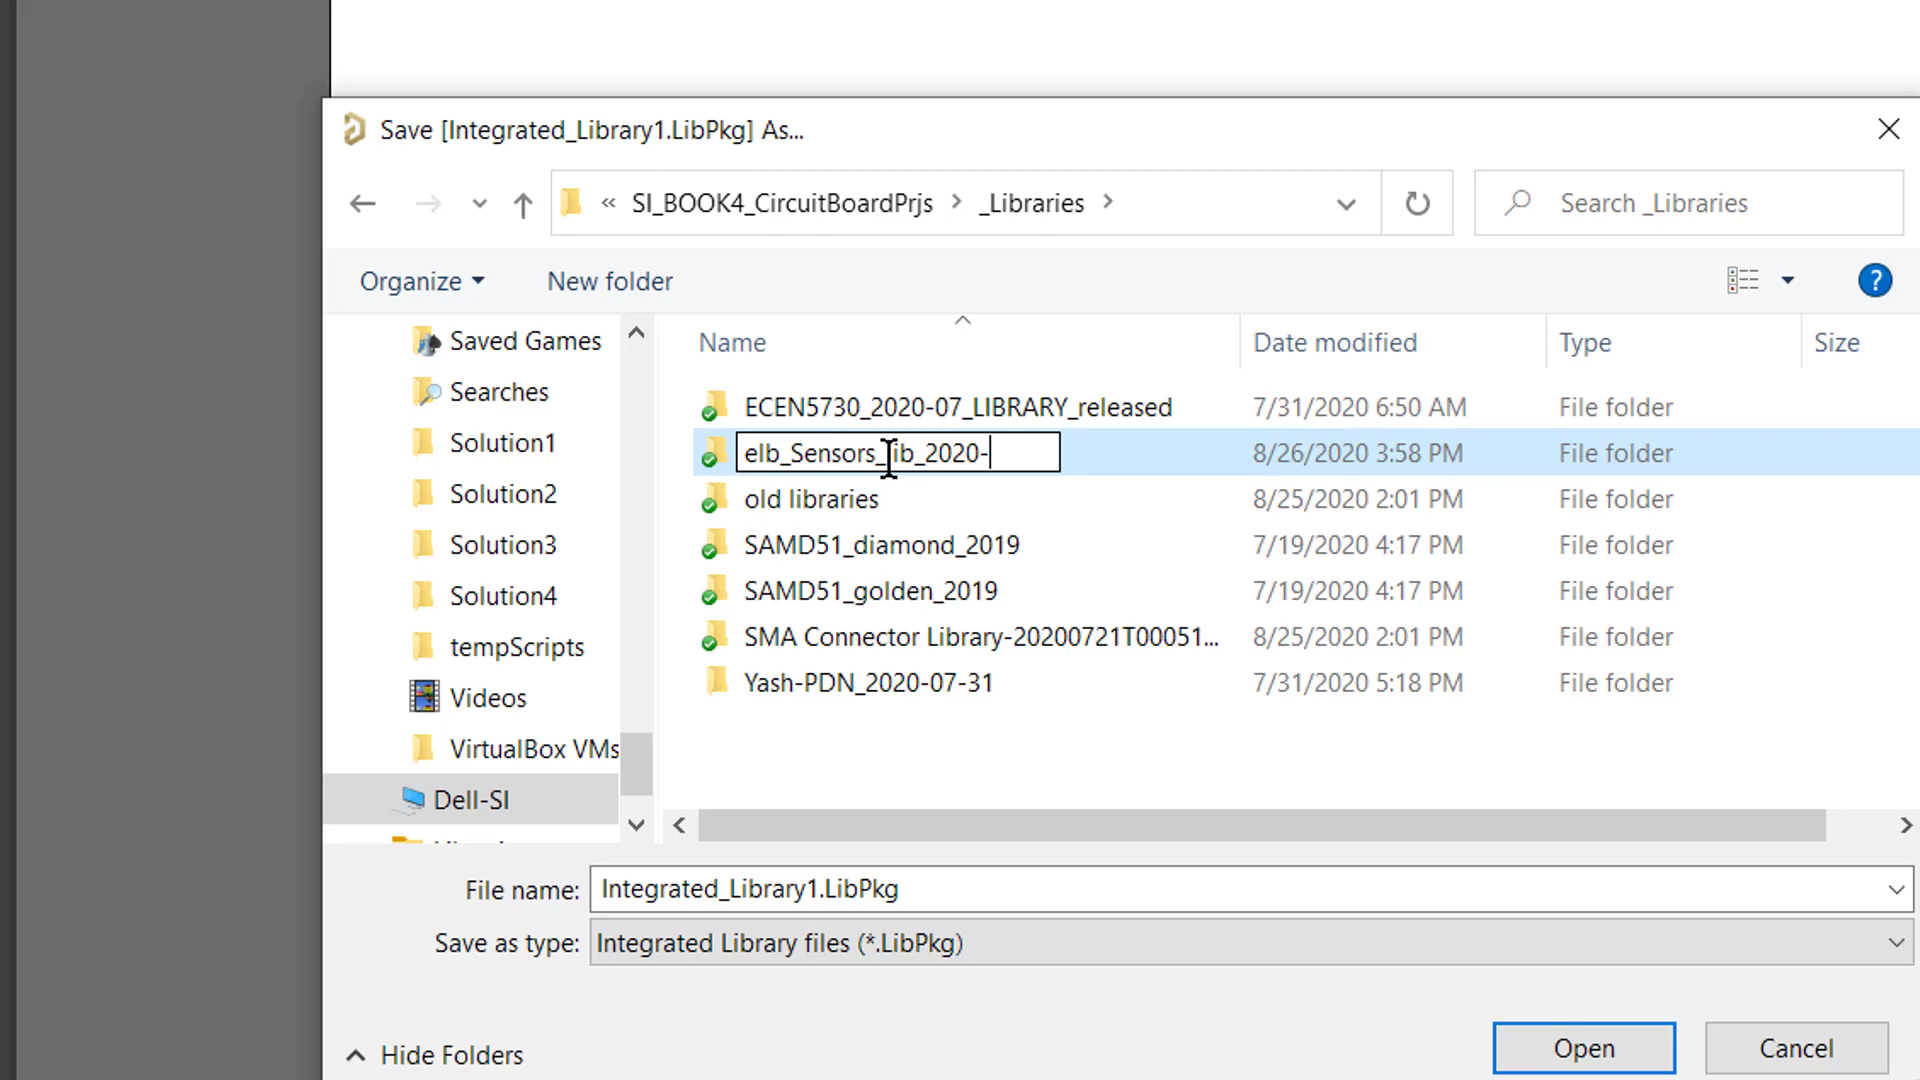 Save [Integrated_Library1.LibPkg] As...
« SI_BOOK4_CircuitBoardPrjs > _Libraries >
Search _Libraries
Organize
New folder
?
Name
Date modified
Type
Size
Saved Games
Searches
Solution1
Solution2
Solution3
Solution4
tempScripts
Videos
VirtualBox VMs
Dell-SI
ECEN5730_2020-07_LIBRARY_released 7/31/2020 6:50 AM File folder
elb_Sensors_lib_2020- 8/26/2020 3:58 PM File folder
old libraries 8/25/2020 2:01 PM File folder
SAMD51_diamond_2019 7/19/2020 4:17 PM File folder
SAMD51_golden_2019 7/19/2020 4:17 PM File folder
SMA Connector Library-20200721T00051... 8/25/2020 2:01 PM File folder
Yash-PDN_2020-07-31 7/31/2020 5:18 PM File folder
File name: Integrated_Library1.LibPkg
Save as type: Integrated Library files (*.LibPkg)
Hide Folders
Open
Cancel